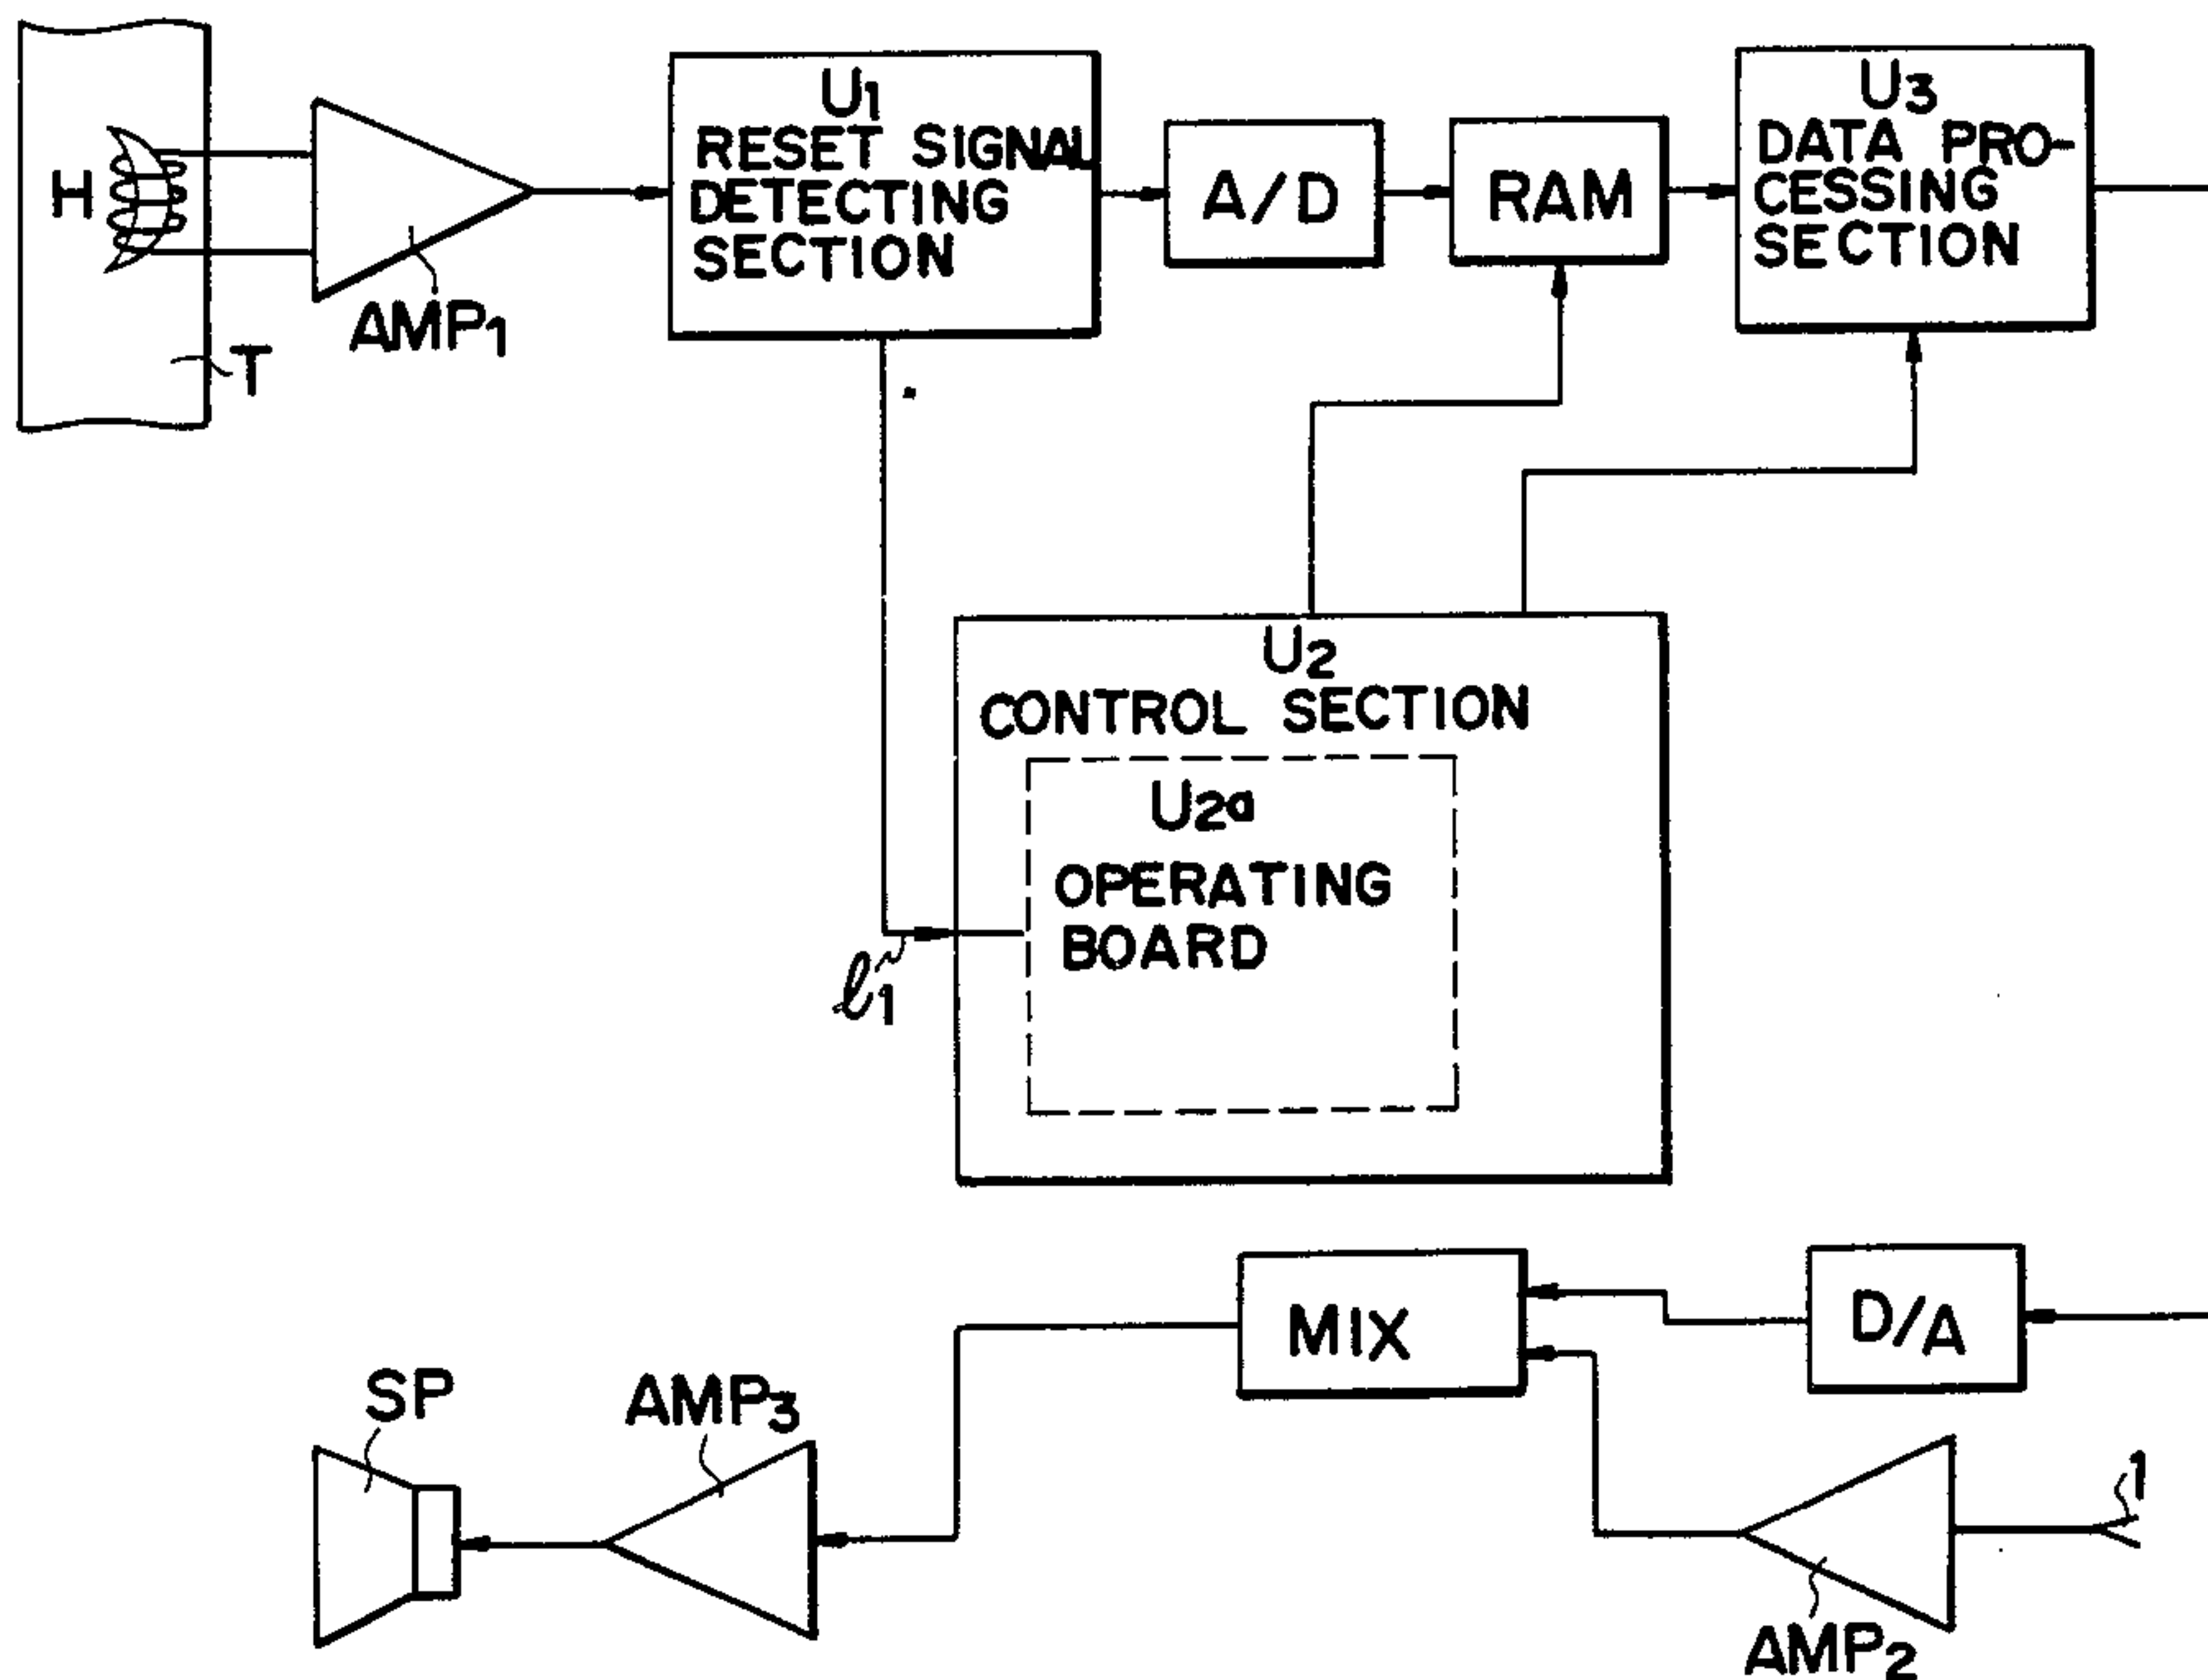 H
T
AMP1
U1
RESET SIGNAL
DETECTING
SECTION
A/D
RAM
U3
DATA PRO-
CESSING
SECTION
U2
CONTROL SECTION
U2a
OPERATING
BOARD
ℓ1
MIX
D/A
SP
AMP3
1
AMP2